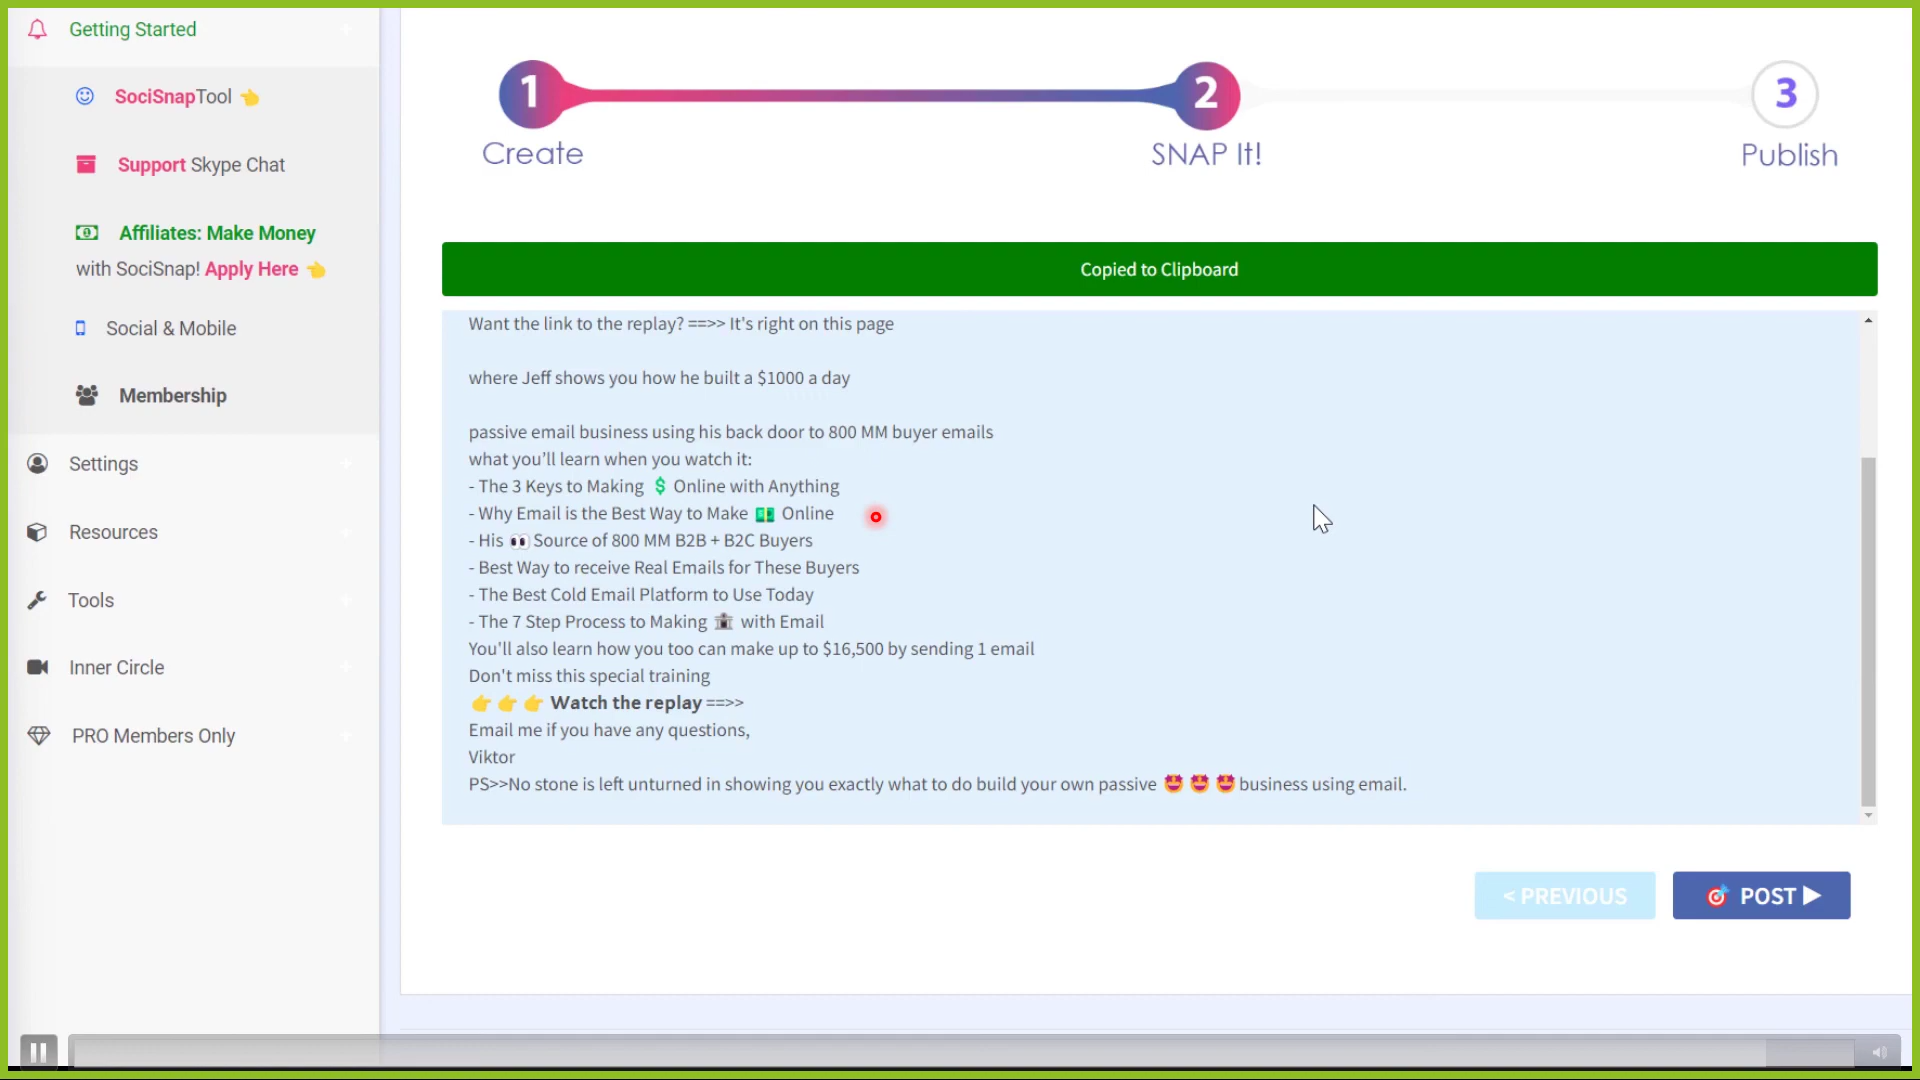 Getting Started
SociSnapTool 👈
Support Skype Chat
Affiliates: Make Money
with SociSnap! Apply Here 👈
Social & Mobile
Membership
Settings
Resources
Tools
Inner Circle
PRO Members Only
1
2
3
Create
SNAP It!
Publish
Copied to Clipboard
Want the link to the replay? ==>> It's right on this page
where Jeff shows you how he built a $1000 a day
passive email business using his back door to 800 MM buyer emails
what you’ll learn when you watch it:
- The 3 Keys to Making 💲 Online with Anything
- Why Email is the Best Way to Make 💵 Online
- His 👀 Source of 800 MM B2B + B2C Buyers
- Best Way to receive Real Emails for These Buyers
- The Best Cold Email Platform to Use Today
- The 7 Step Process to Making 🏦 with Email
You'll also learn how you too can make up to $16,500 by sending 1 email
Don't miss this special training
👉 👉 👉 Watch the replay ==>>
Email me if you have any questions,
Viktor
PS>>No stone is left unturned in showing you exactly what to do build your own passive 🤩 🤩 🤩 business using email.
< PREVIOUS
🎯 POST ▶